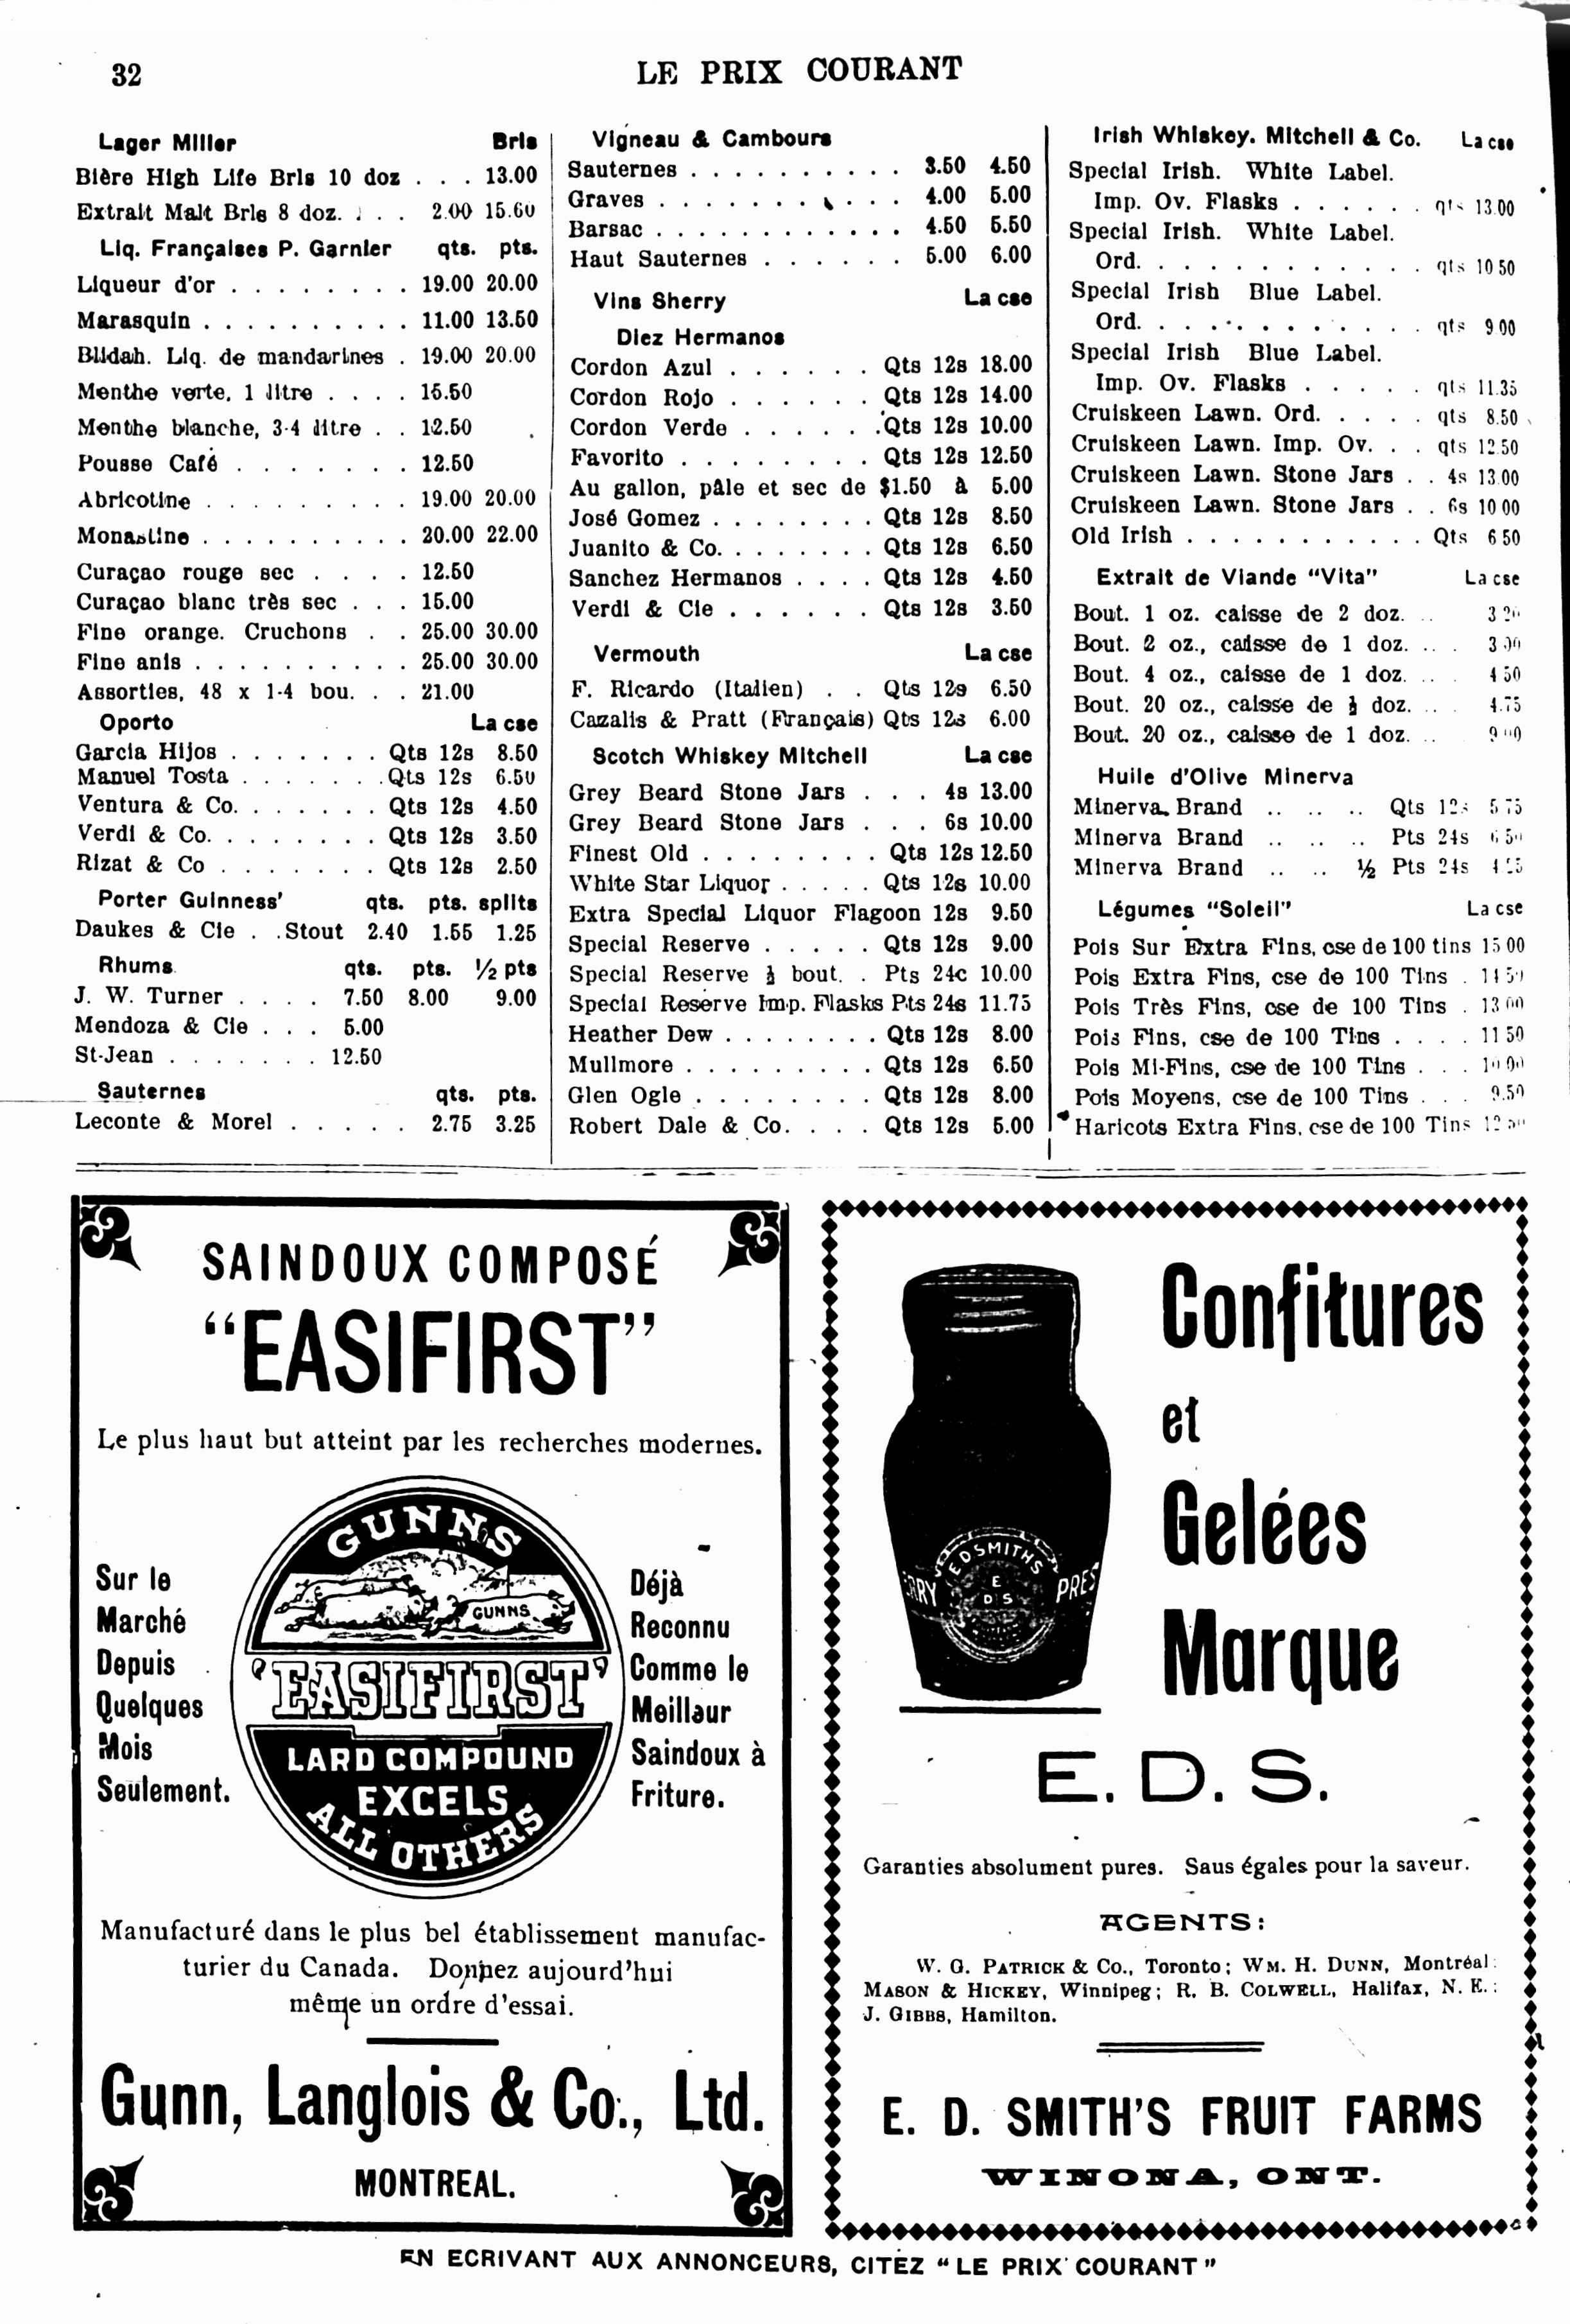 32
LE PRIX COURANT
Lager Miller Brls
Bière High Life Brls 10 doz . . . 13.00
Extrait Malt Brls 8 doz. . . . 2.00 15.60
Liq. Françaises P. Garnier qts. pts.
Liqueur d'or . . . . . . . . 19.00 20.00
Marasquin . . . . . . . . . . 11.00 13.50
Blidah. Liq. de mandarines . 19.00 20.00
Menthe verte, 1 litre . . . . 15.50
Menthe blanche, 3-4 litre . . 12.50
Pousse Café . . . . . . . 12.50
Abricotine . . . . . . . . . 19.00 20.00
Monastine . . . . . . . . . . 20.00 22.00
Curaçao rouge sec . . . . 12.50
Curaçao blanc très sec . . . 15.00
Fine orange. Cruchons . . 25.00 30.00
Fine anis . . . . . . . . . . 25.00 30.00
Assorties, 48 x 1-4 bou. . . 21.00
Oporto La cse
Garcia Hijos . . . . . . . Qts 12s 8.50
Manuel Tosta . . . . . . . Qts 12s 6.50
Ventura & Co. . . . . . . Qts 12s 4.50
Verdi & Co. . . . . . . . Qts 12s 3.50
Rizat & Co . . . . . . . Qts 12s 2.50
Porter Guinness' qts. pts. splits
Daukes & Cie . . Stout 2.40 1.55 1.25
Rhums qts. pts. ½ pts
J. W. Turner . . . . 7.50 8.00 9.00
Mendoza & Cie . . . 5.00
St-Jean . . . . . . . 12.50
Sauternes qts. pts.
Leconte & Morel . . . . . 2.75 3.25
Vigneau & Cambours
Sauternes . . . . . . . . . . 3.50 4.50
Graves . . . . . . . . . . . 4.00 5.00
Barsac . . . . . . . . . . . . 4.50 5.50
Haut Sauternes . . . . . . 5.00 6.00
Vins Sherry La cse
Diez Hermanos
Cordon Azul . . . . . . Qts 12s 18.00
Cordon Rojo . . . . . . Qts 12s 14.00
Cordon Verde . . . . . . Qts 12s 10.00
Favorito . . . . . . . . Qts 12s 12.50
Au gallon, pâle et sec de $1.50 à 5.00
José Gomez . . . . . . . . Qts 12s 8.50
Juanito & Co. . . . . . . . Qts 12s 6.50
Sanchez Hermanos . . . . Qts 12s 4.50
Verdi & Cie . . . . . . Qts 12s 3.50
Vermouth La cse
F. Ricardo (Italien) . . Qts 12s 6.50
Cazalis & Pratt (Français) Qts 12s 6.00
Scotch Whiskey Mitchell La cse
Grey Beard Stone Jars . . . 4s 13.00
Grey Beard Stone Jars . . . 6s 10.00
Finest Old . . . . . . . . Qts 12s 12.50
White Star Liquor . . . . . Qts 12s 10.00
Extra Special Liquor Flagoon 12s 9.50
Special Reserve . . . . . Qts 12s 9.00
Special Reserve ½ bout. . Pts 24c 10.00
Special Reserve Imp. Flasks Pts 24s 11.75
Heather Dew . . . . . . . . Qts 12s 8.00
Mullmore . . . . . . . . . Qts 12s 6.50
Glen Ogle . . . . . . . . Qts 12s 8.00
Robert Dale & Co. . . . . Qts 12s 5.00
Irish Whiskey. Mitchell & Co. La cse
Special Irish. White Label.
Imp. Ov. Flasks . . . . . . qts 13.00
Special Irish. White Label.
Ord. . . . . . . . . . . . qts 10 50
Special Irish Blue Label.
Ord. . . . . . . . . . . . qts 9 00
Special Irish Blue Label.
Imp. Ov. Flasks . . . . . qts 11.35
Cruiskeen Lawn. Ord. . . . . qts 8.50
Cruiskeen Lawn. Imp. Ov. . . qts 12.50
Cruiskeen Lawn. Stone Jars . . 4s 13.00
Cruiskeen Lawn. Stone Jars . . 6s 10 00
Old Irish . . . . . . . . . . . Qts 6 50
Extrait de Viande "Vita" La cse
Bout. 1 oz. caisse de 2 doz. .. 3 20
Bout. 2 oz., caisse de 1 doz. .. . 3 00
Bout. 4 oz., caisse de 1 doz. .. . 4 50
Bout. 20 oz., caisse de ½ doz. .. . 4.75
Bout. 20 oz., caisse de 1 doz. .. 9 00
Huile d'Olive Minerva
Minerva Brand .. .. .. Qts 12s 5 75
Minerva Brand .. .. .. Pts 24s 6 50
Minerva Brand .. .. ½ Pts 24s
Légumes "Soleil" La cse
Pois Sur Extra Fins, cse de 100 tins 15 00
Pois Extra Fins, cse de 100 Tins . 14 50
Pois Très Fins, cse de 100 Tins . 13 00
Pois Fins, cse de 100 Tins . . . . 11 50
Pois Mi-Fins, cse de 100 Tins . . . 10 00
Pois Moyens, cse de 100 Tins . . . 9.50
Haricots Extra Fins, cse de 100 Tins 12 50
SAINDOUX COMPOSÉ
"EASIFIRST"
Le plus haut but atteint par les recherches modernes.
Sur le
Marché
Depuis
Quelques
Mois
Seulement.
GUNNS
GUNNS
'EASIFIRST'
LARD COMPOUND
EXCELS
ALL OTHERS
Déjà
Reconnu
Comme le
Meilleur
Saindoux à
Friture.
Manufacturé dans le plus bel établissement manufac-
turier du Canada. Donnez aujourd'hui
même un ordre d'essai.
Gunn, Langlois & Co., Ltd.
MONTREAL.
Confitures
et
Gelées
Marque
E. D. S.
E D SMITH'S
E
D S
RRY
PRES
Garanties absolument pures. Saus égales pour la saveur.
AGENTS:
W. G. PATRICK & CO., Toronto; WM. H. DUNN, Montréal:
MASON & HICKEY, Winnipeg; R. B. COLWELL, Halifax, N. E.:
J. GIBBS, Hamilton.
E. D. SMITH'S FRUIT FARMS
WINONA, ONT.
EN ECRIVANT AUX ANNONCEURS, CITEZ "LE PRIX COURANT"